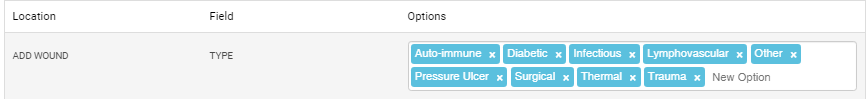 Location Field Options
ADD WOUND TYPE Auto-immune × Diabetic × Infectious × Lymphovascular × Other ×
Pressure Ulcer × Surgical × Thermal × Trauma × New Option